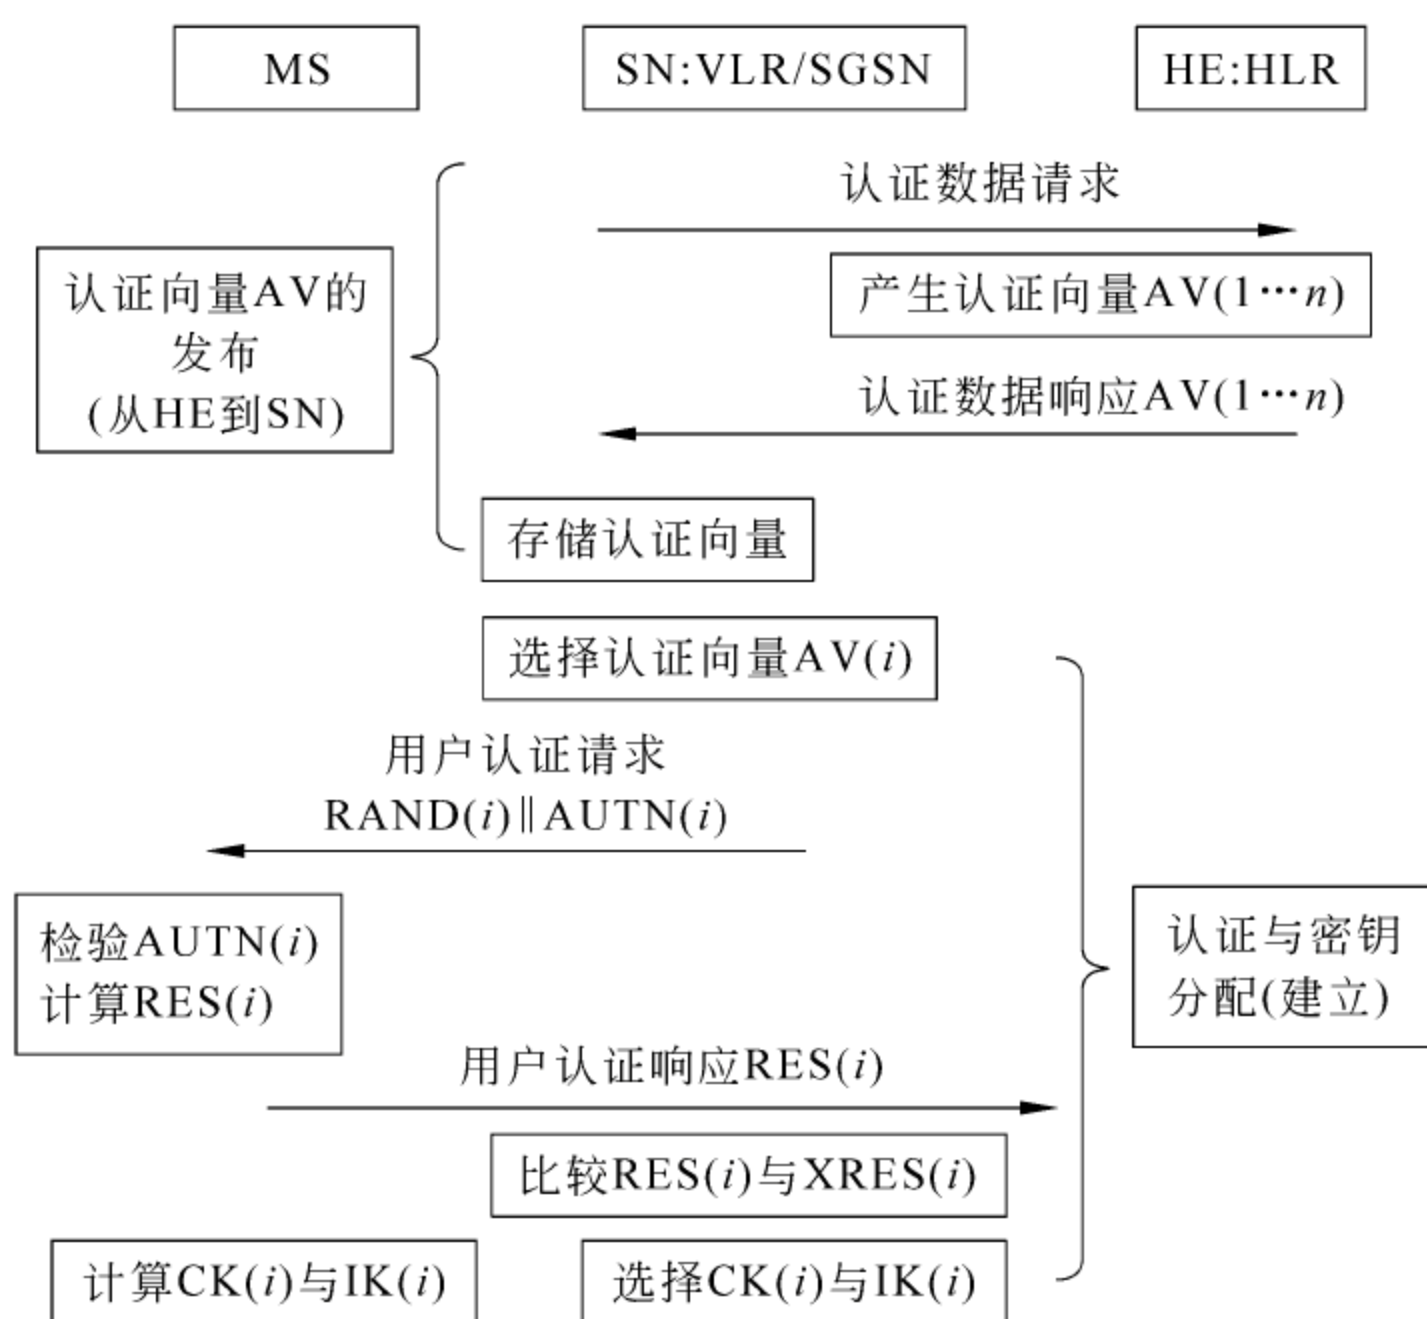 MS
SN:VLR/SGSN
HE:HLR
认证数据请求
认证向量AV的
发布
(从HE到SN)
产生认证向量AV(1…n)
认证数据响应AV(1…n)
存储认证向量
选择认证向量AV(i)
用户认证请求
RAND(i)‖AUTN(i)
检验AUTN(i)
计算RES(i)
认证与密钥
分配(建立)
用户认证响应RES(i)
比较RES(i)与XRES(i)
计算CK(i)与IK(i)
选择CK(i)与IK(i)